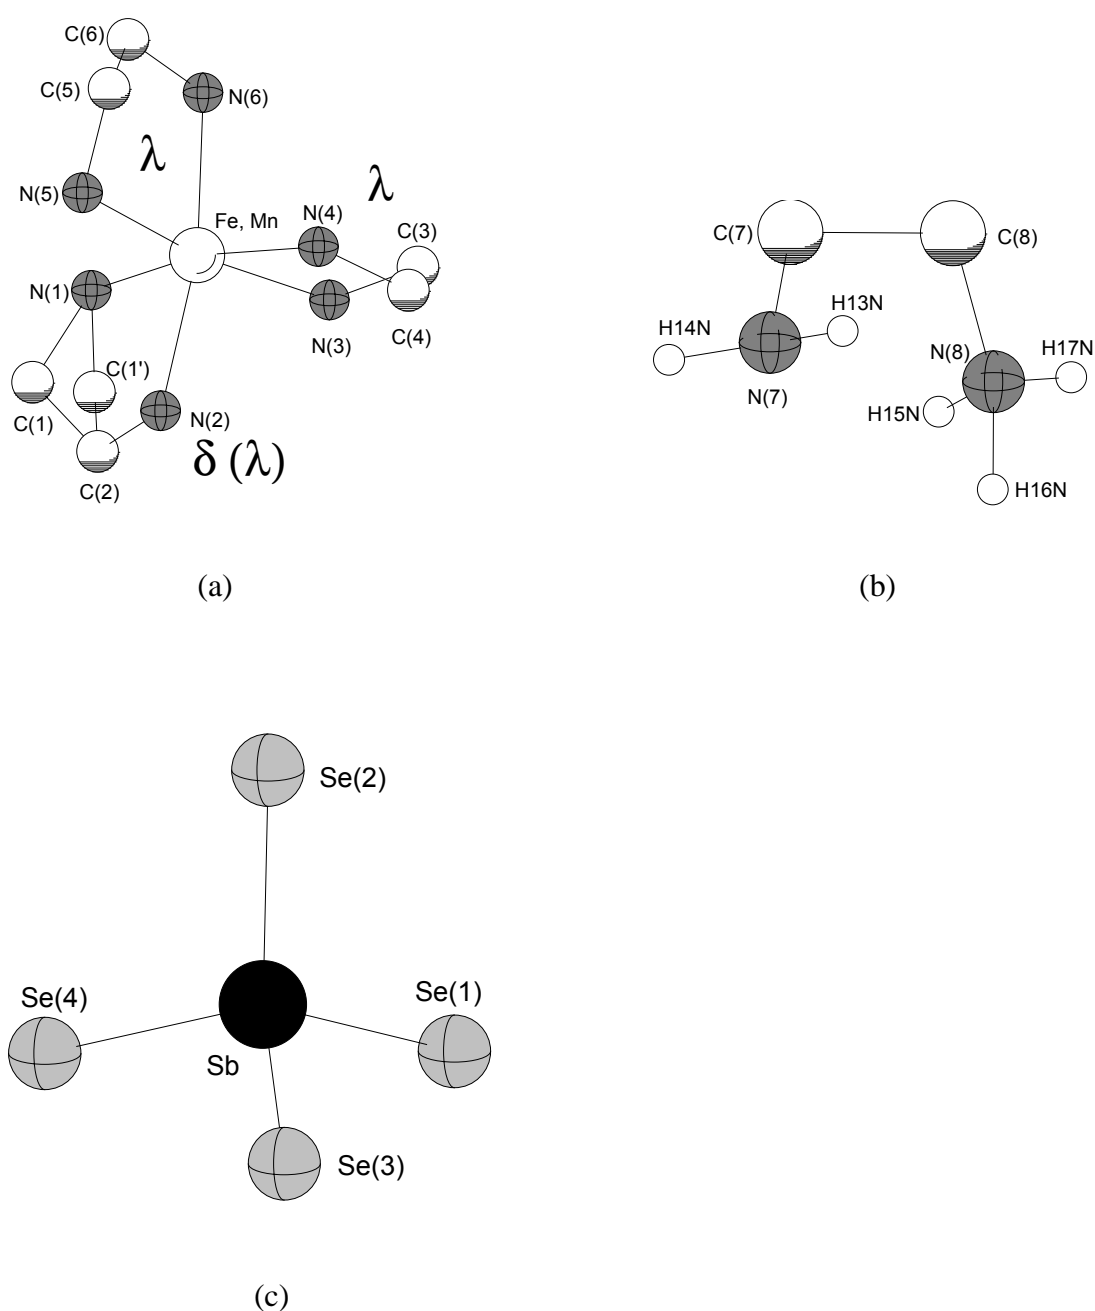 C(6)
C(5)
N(6)
λ
λ
N(5)
Fe, Mn
N(4)
C(3)
N(1)
N(3)
C(4)
C(1')
C(1)
N(2)
δ (λ)
C(2)
(a)
C(7)
C(8)
H13N
H14N
N(8)
H17N
N(7)
H15N
H16N
(b)
Se(2)
Se(4)
Se(1)
Sb
Se(3)
(c)